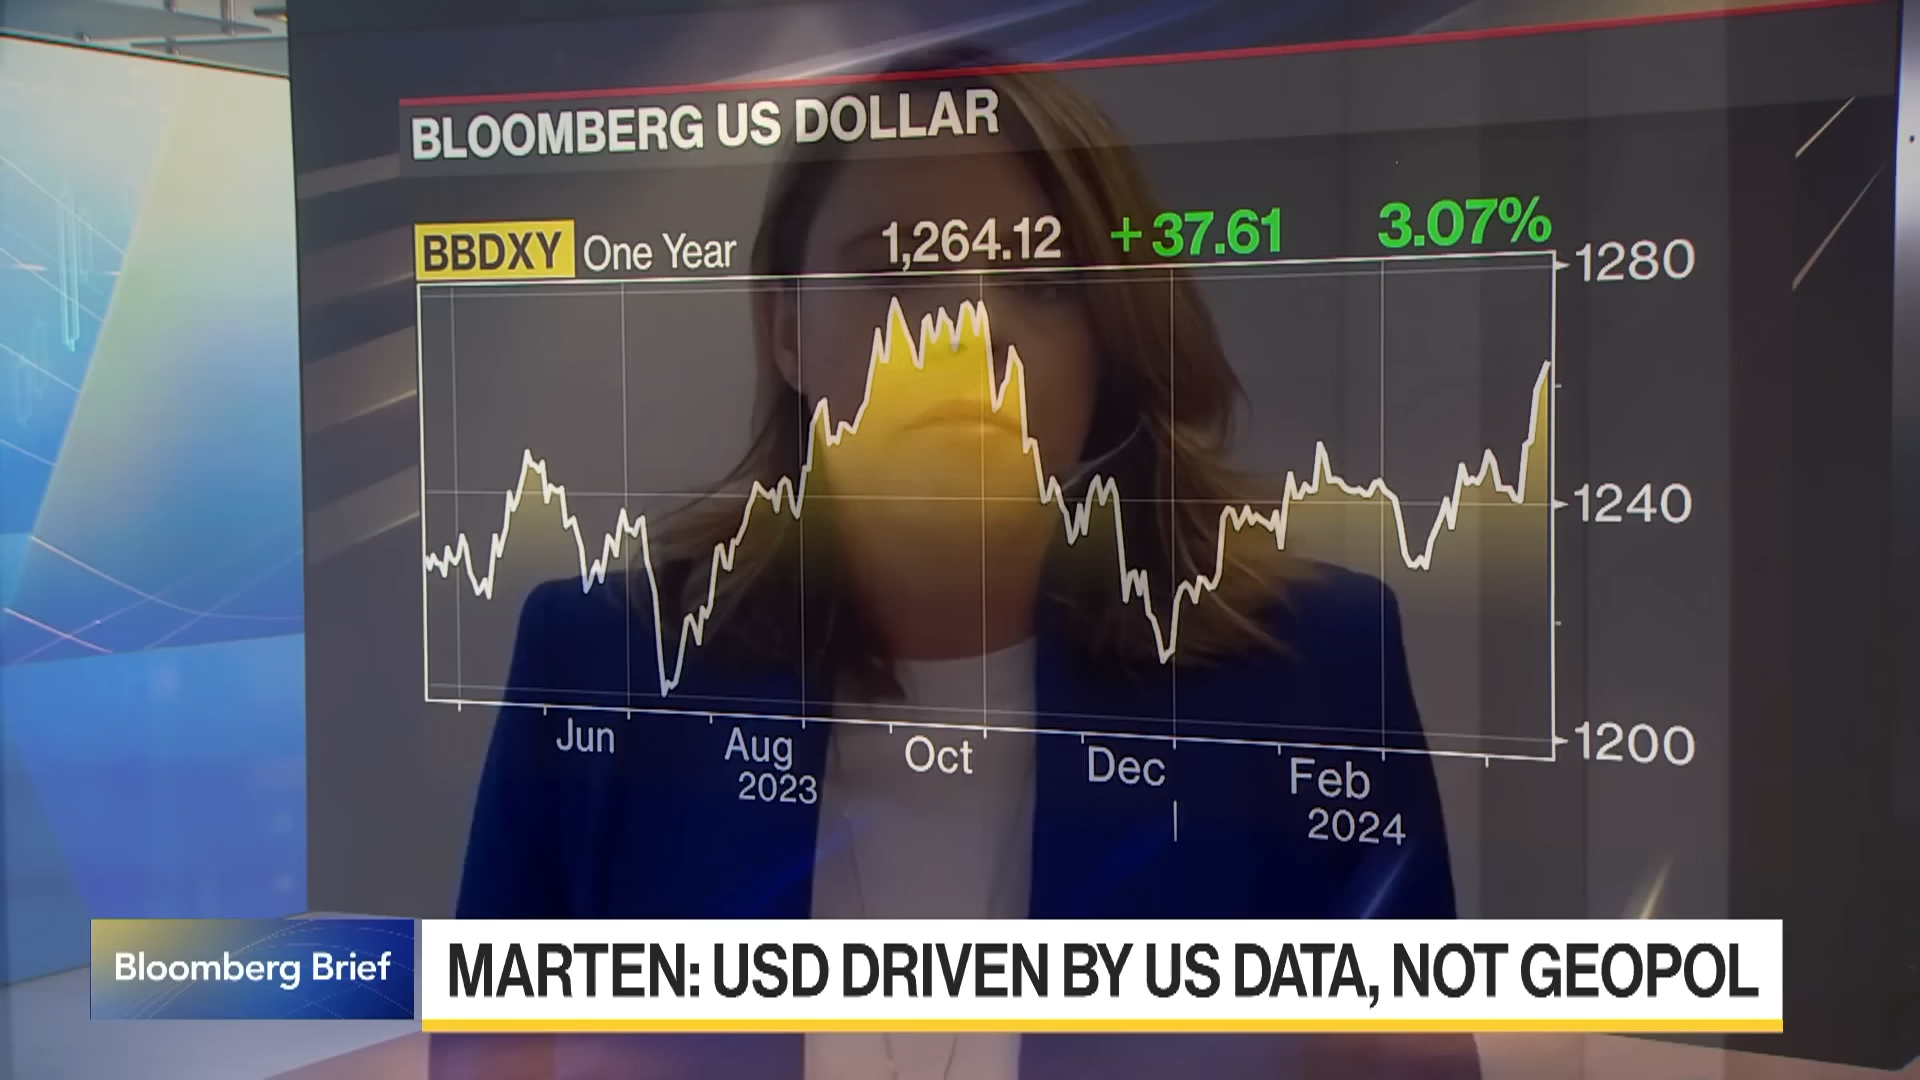 BLOOMBERG US DOLLAR
BBDXY One Year 1,264.12 +37.61 3.07%
1280
1240
1200
Jun Aug Oct Dec Feb
2023 2024
Bloomberg Brief
MARTEN: USD DRIVEN BY US DATA, NOT GEOPOL